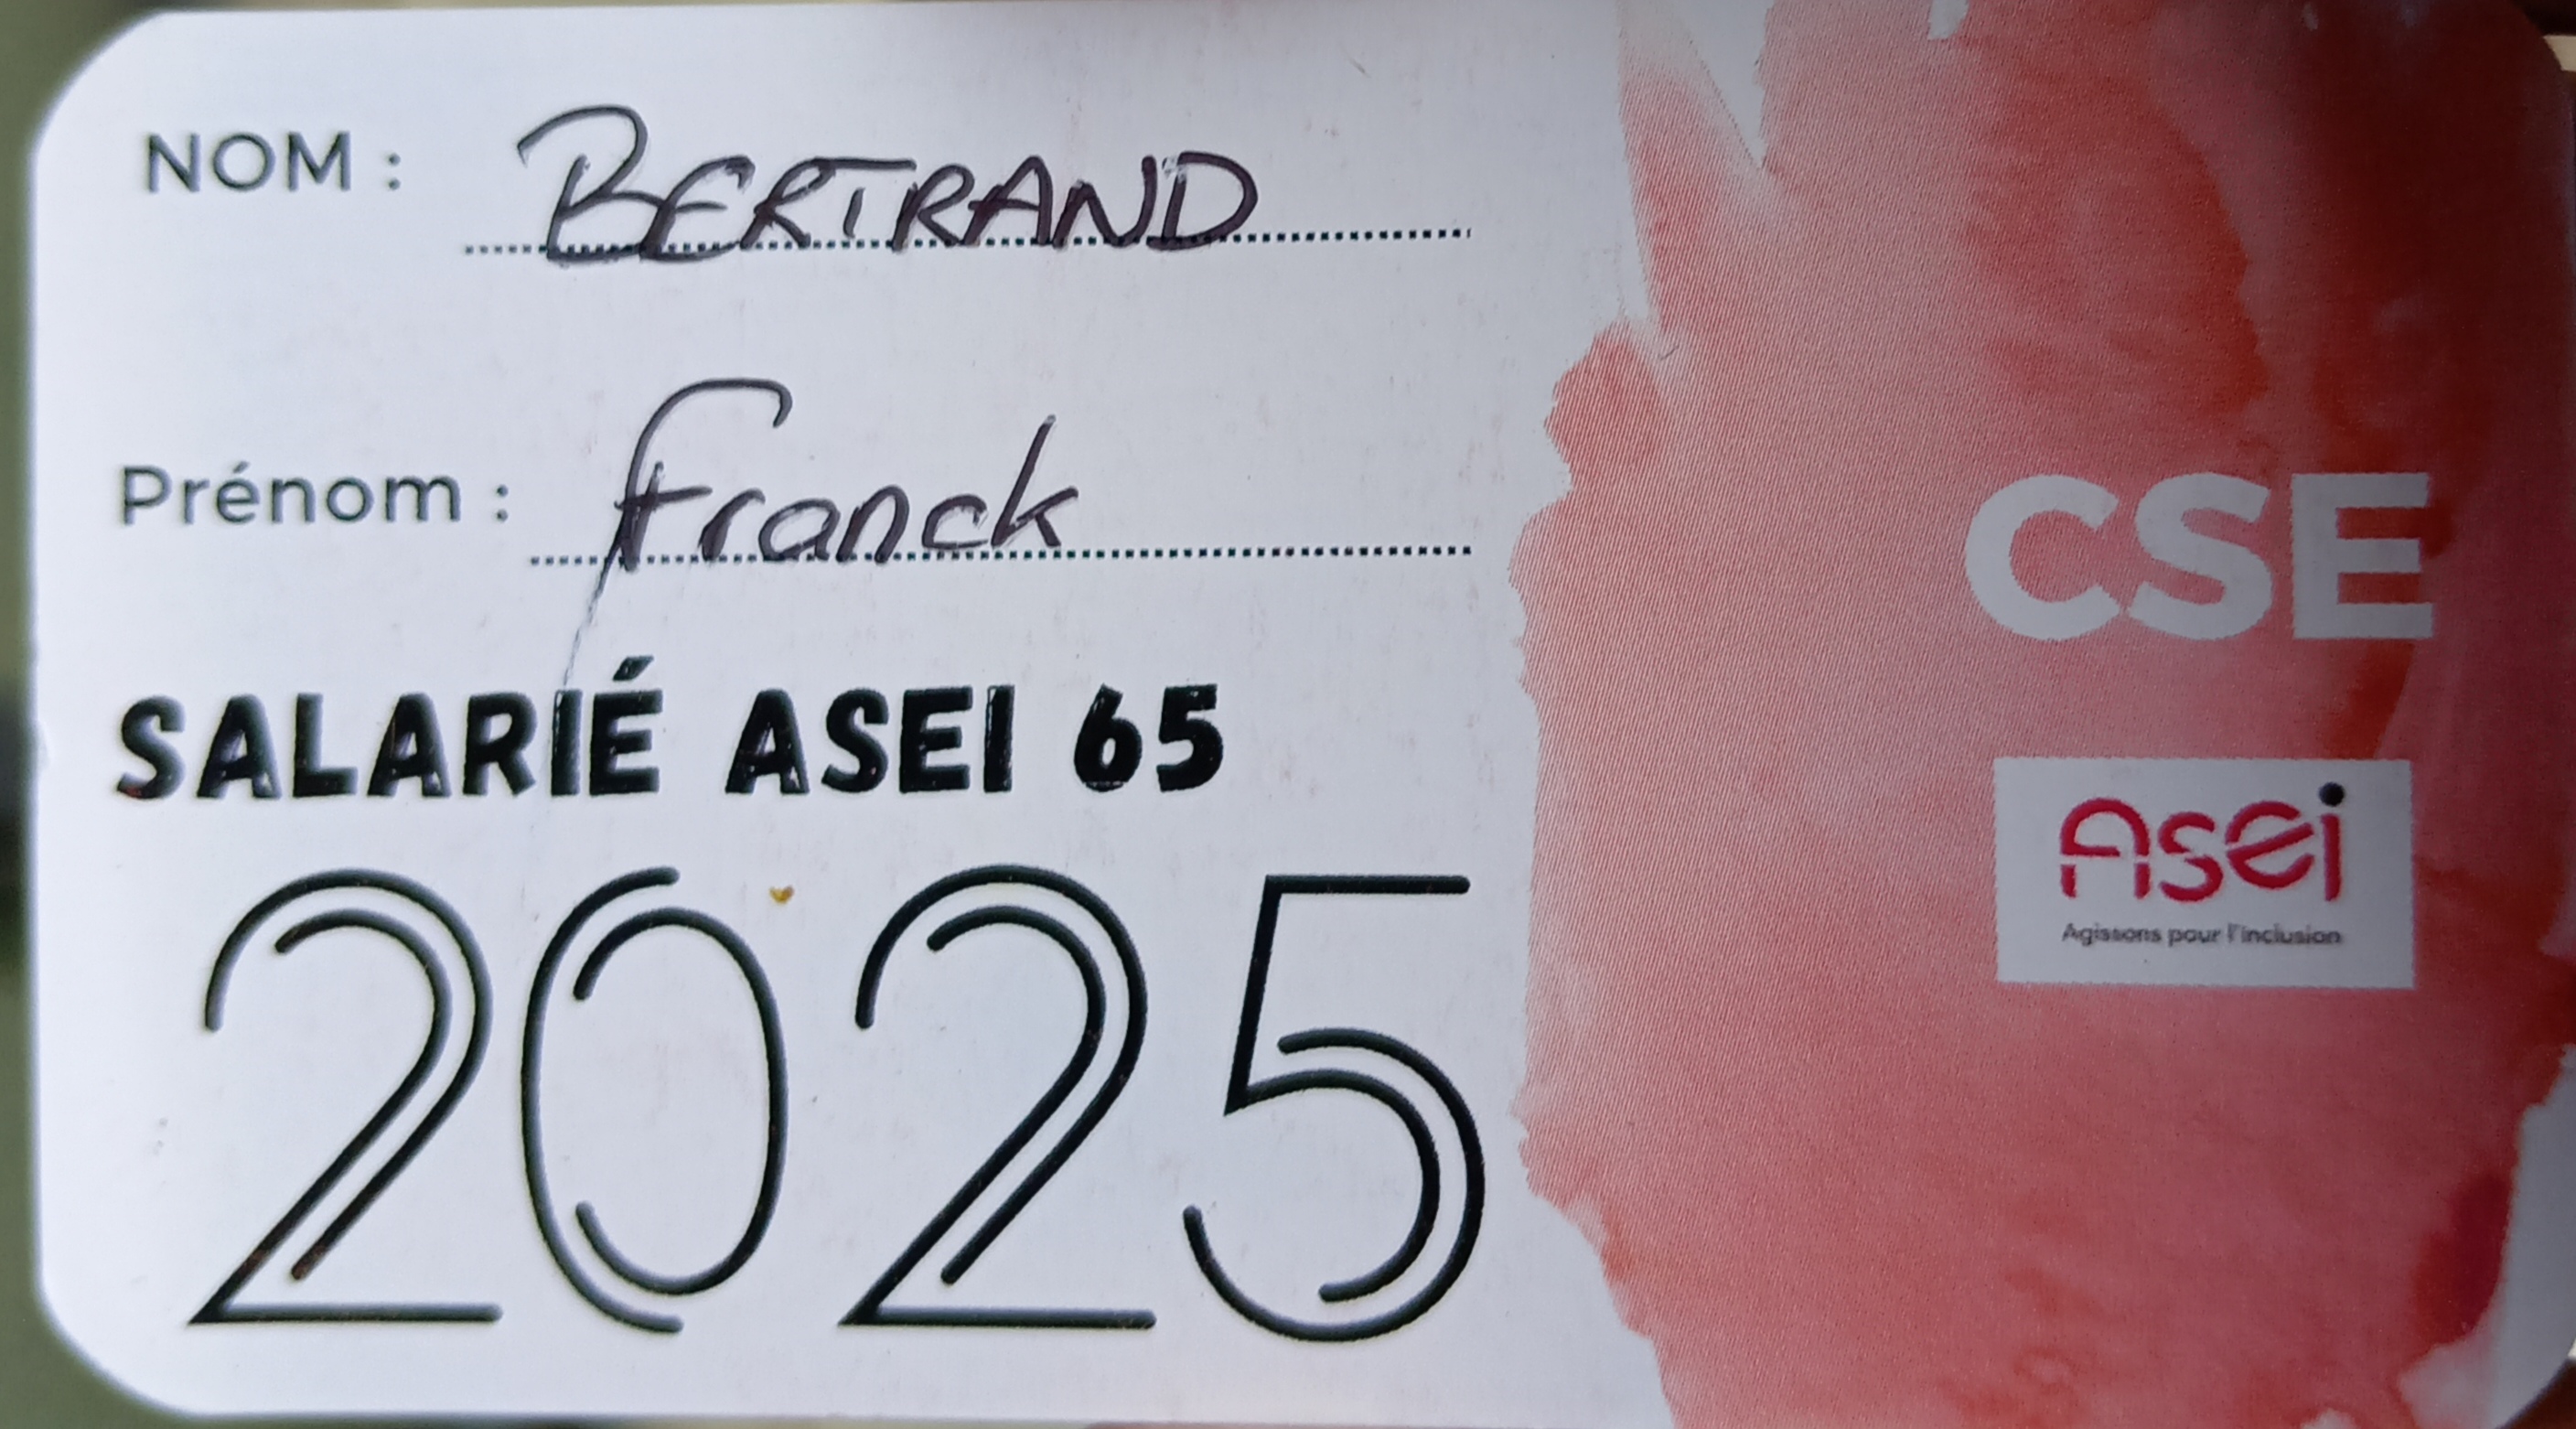 NOM : BERTRAND
Prénom : Franck
SALARIÉ ASEI 65
2025
CSE
Asei
Agissons pour l'inclusion